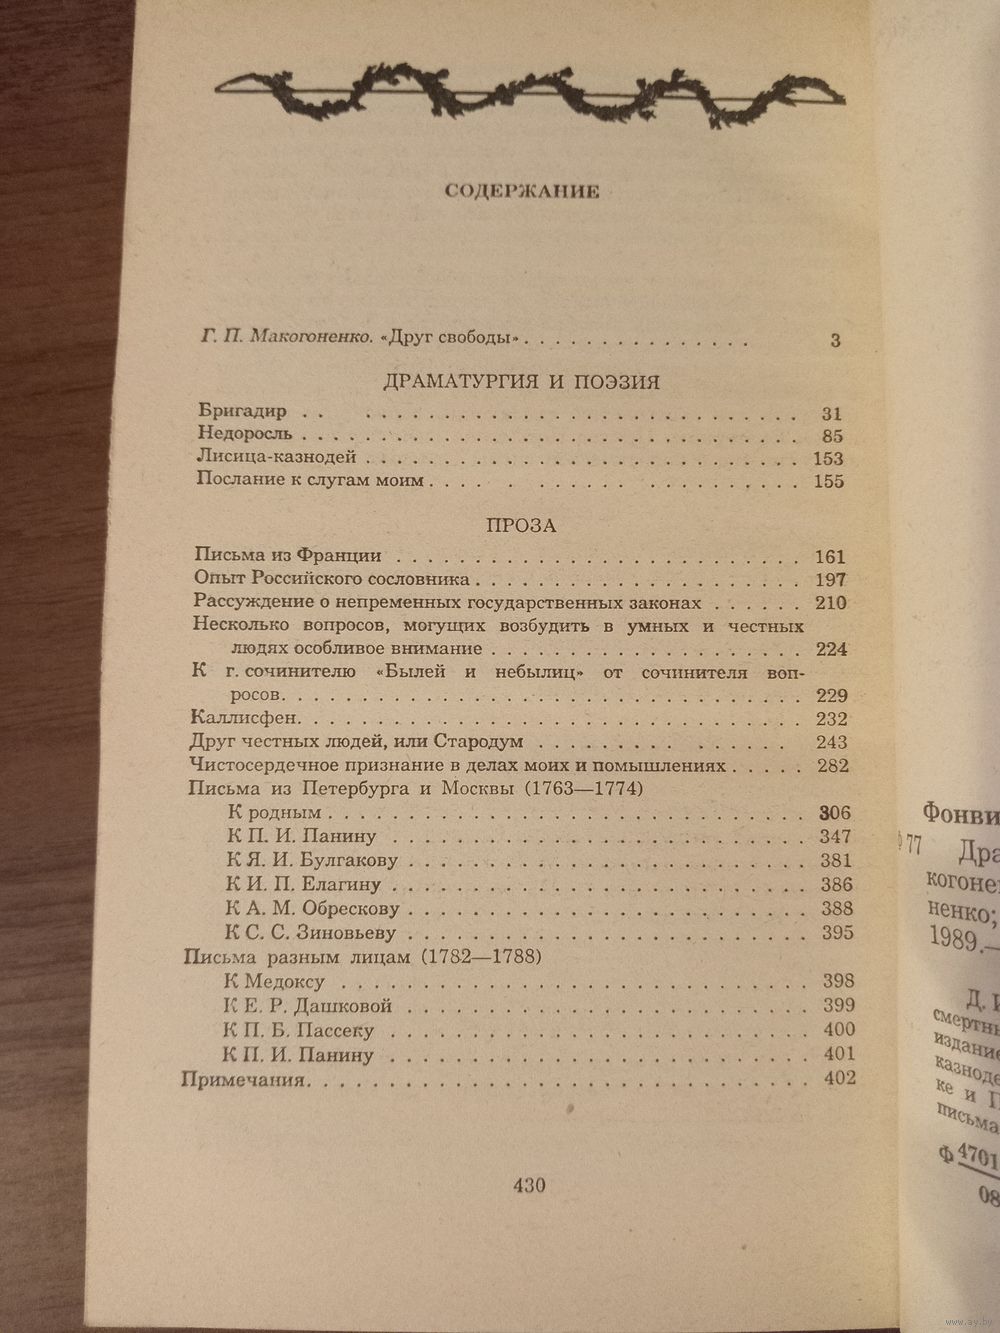 СОДЕРЖАНИЕ
Г. П. Макогоненко. «Друг свободы» . . . . . . . . . . . . . . . 3
ДРАМАТУРГИЯ И ПОЭЗИЯ
Бригадир . . . . . . . . . . . . . . . . . . . . . . . . . . 31
Недоросль . . . . . . . . . . . . . . . . . . . . . . . . . . 85
Лисица-казнодей . . . . . . . . . . . . . . . . . . . . . . . 153
Послание к слугам моим . . . . . . . . . . . . . . . . . . . . 155
ПРОЗА
Письма из Франции . . . . . . . . . . . . . . . . . . . . . . 161
Опыт Российского сословника . . . . . . . . . . . . . . . . . 197
Рассуждение о непременных государственных законах . . . . . . 210
Несколько вопросов, могущих возбудить в умных и честных
людях особливое внимание . . . . . . . . . . . . . . . . . 224
К г. сочинителю «Былей и небылиц» от сочинителя воп-
росов. . . . . . . . . . . . . . . . . . . . . . . . . . . 229
Каллисфен. . . . . . . . . . . . . . . . . . . . . . . . . . 232
Друг честных людей, или Стародум . . . . . . . . . . . . . . . 243
Чистосердечное признание в делах моих и помышлениях . . . . . 282
Письма из Петербурга и Москвы (1763—1774)
К родным . . . . . . . . . . . . . . . . . . . . . . . . . 306
К П. И. Панину . . . . . . . . . . . . . . . . . . . . . . 347
К Я. И. Булгакову . . . . . . . . . . . . . . . . . . . . . 381
К И. П. Елагину . . . . . . . . . . . . . . . . . . . . . . 386
К А. М. Обрескову . . . . . . . . . . . . . . . . . . . . . 388
К С. С. Зиновьеву . . . . . . . . . . . . . . . . . . . . . 395
Письма разным лицам (1782—1788)
К Медоксу . . . . . . . . . . . . . . . . . . . . . . . . . 398
К Е. Р. Дашковой . . . . . . . . . . . . . . . . . . . . . 399
К П. Б. Пассеку . . . . . . . . . . . . . . . . . . . . . . 400
К П. И. Панину . . . . . . . . . . . . . . . . . . . . . . 401
Примечания. . . . . . . . . . . . . . . . . . . . . . . . . . 402
430
Фонви
77
Дра
когоне
ненко;
1989.—
Д. И
смертны
издание
казноде
ке и П
письма
Ф 4701
08
www.ay.by